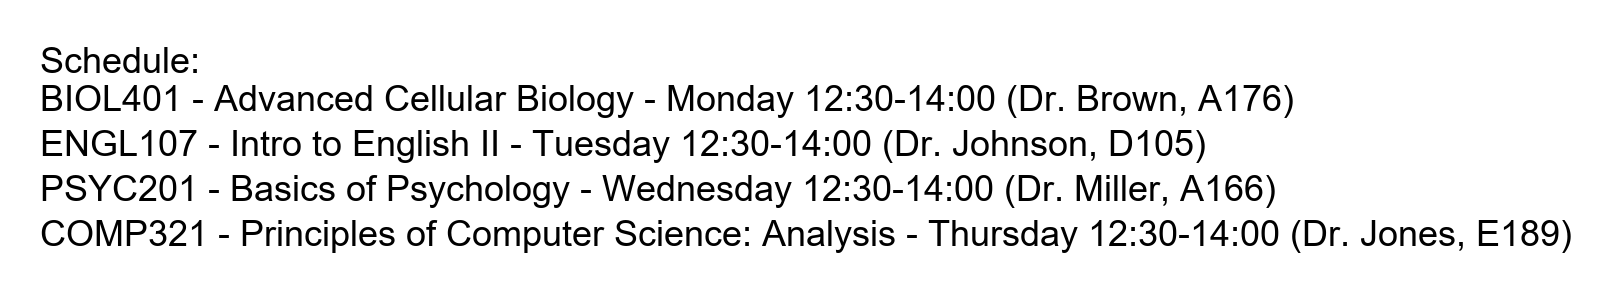 Schedule:
BIOL401 - Advanced Cellular Biology - Monday 12:30-14:00 (Dr. Brown, A176)
ENGL107 - Intro to English II - Tuesday 12:30-14:00 (Dr. Johnson, D105)
PSYC201 - Basics of Psychology - Wednesday 12:30-14:00 (Dr. Miller, A166)
COMP321 - Principles of Computer Science: Analysis - Thursday 12:30-14:00 (Dr. Jones, E189)